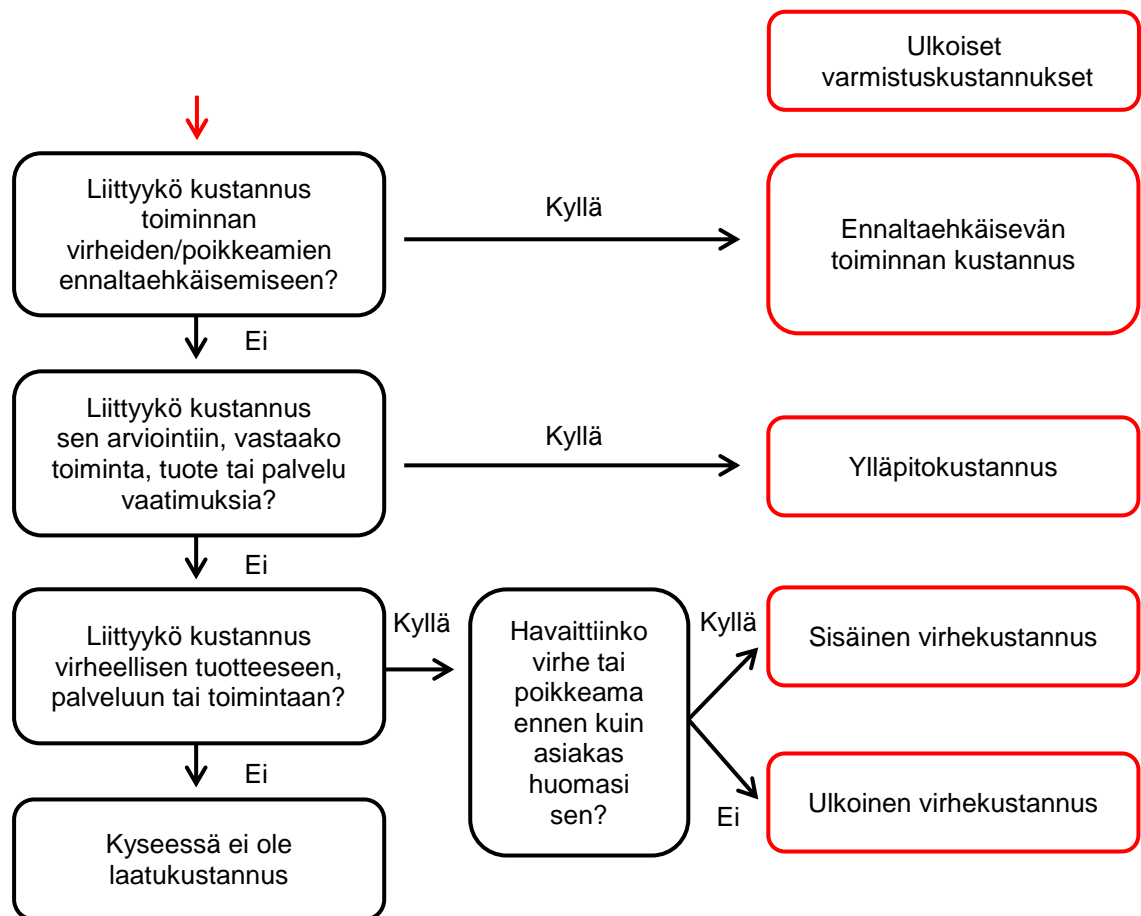 Ulkoiset
varmistuskustannukset
Liittyykö kustannus
toiminnan
virheiden/poikkeamien
ennaltaehkäisemiseen?
Kyllä
Ennaltaehkäisevän
toiminnan kustannus
Ei
Liittyykö kustannus
sen arviointiin, vastaako
toiminta, tuote tai palvelu
vaatimuksia?
Kyllä
Ylläpitokustannus
Ei
Liittyykö kustannus
virheellisen tuotteeseen,
palveluun tai toimintaan?
Kyllä
Havaittiinko
virhe tai
poikkeama
ennen kuin
asiakas
huomasi
sen?
Kyllä
Sisäinen virhekustannus
Ei
Ulkoinen virhekustannus
Ei
Kyseessä ei ole
laatukustannus